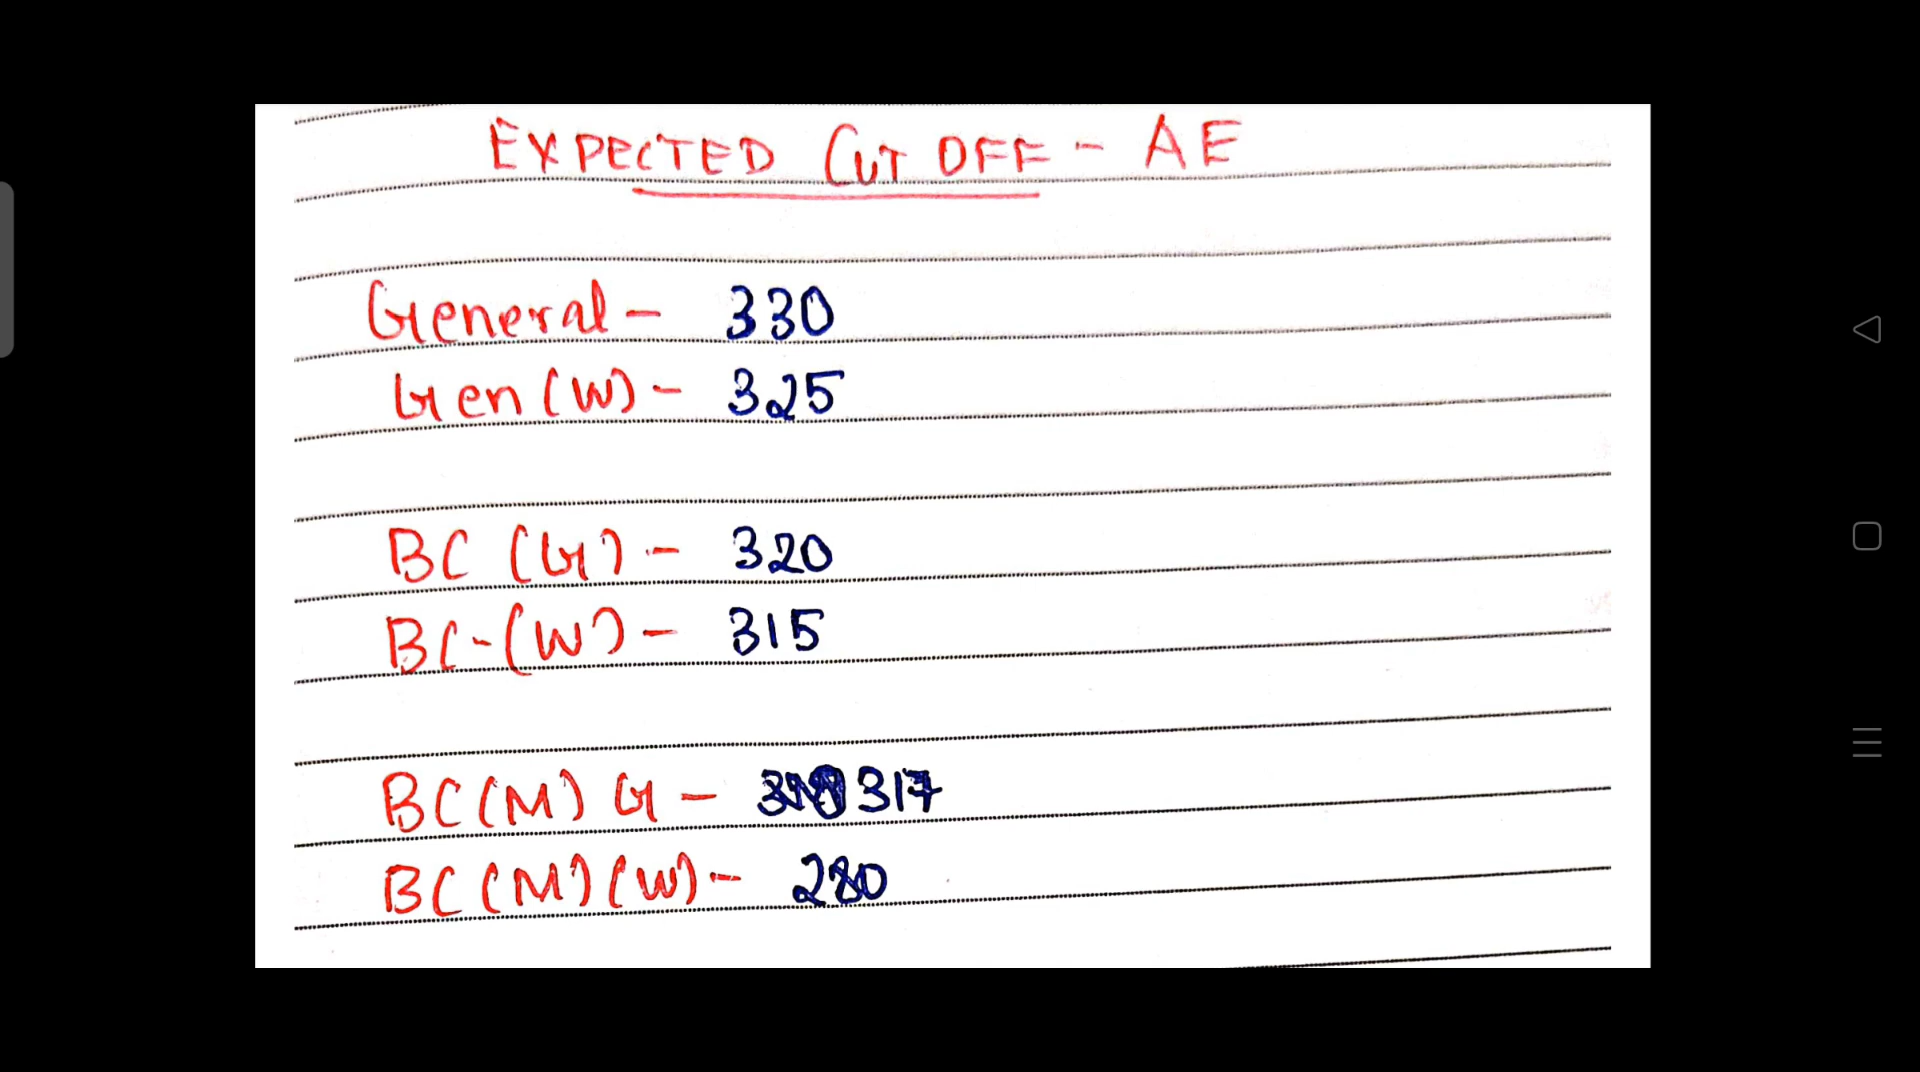 EXPECTED CUT OFF - AE
General - 330
Gen (W) - 325
BC (G) - 320
BC-(W) - 315
BC(M) G - 317
BC(M)(W) - 280